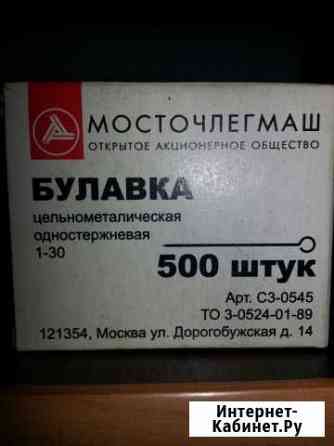 МОСТОЧЛЕГМАШ
ОТКРЫТОЕ АКЦИОНЕРНОЕ ОБЩЕСТВО
БУЛАВКА
цельнометалическая
одностержневая
1-30
500 штук
Арт. С3-0545
ТО 3-0524-01-89
121354, Москва ул. Дорогобужская д. 14
Интернет-
Кабинет.Ру